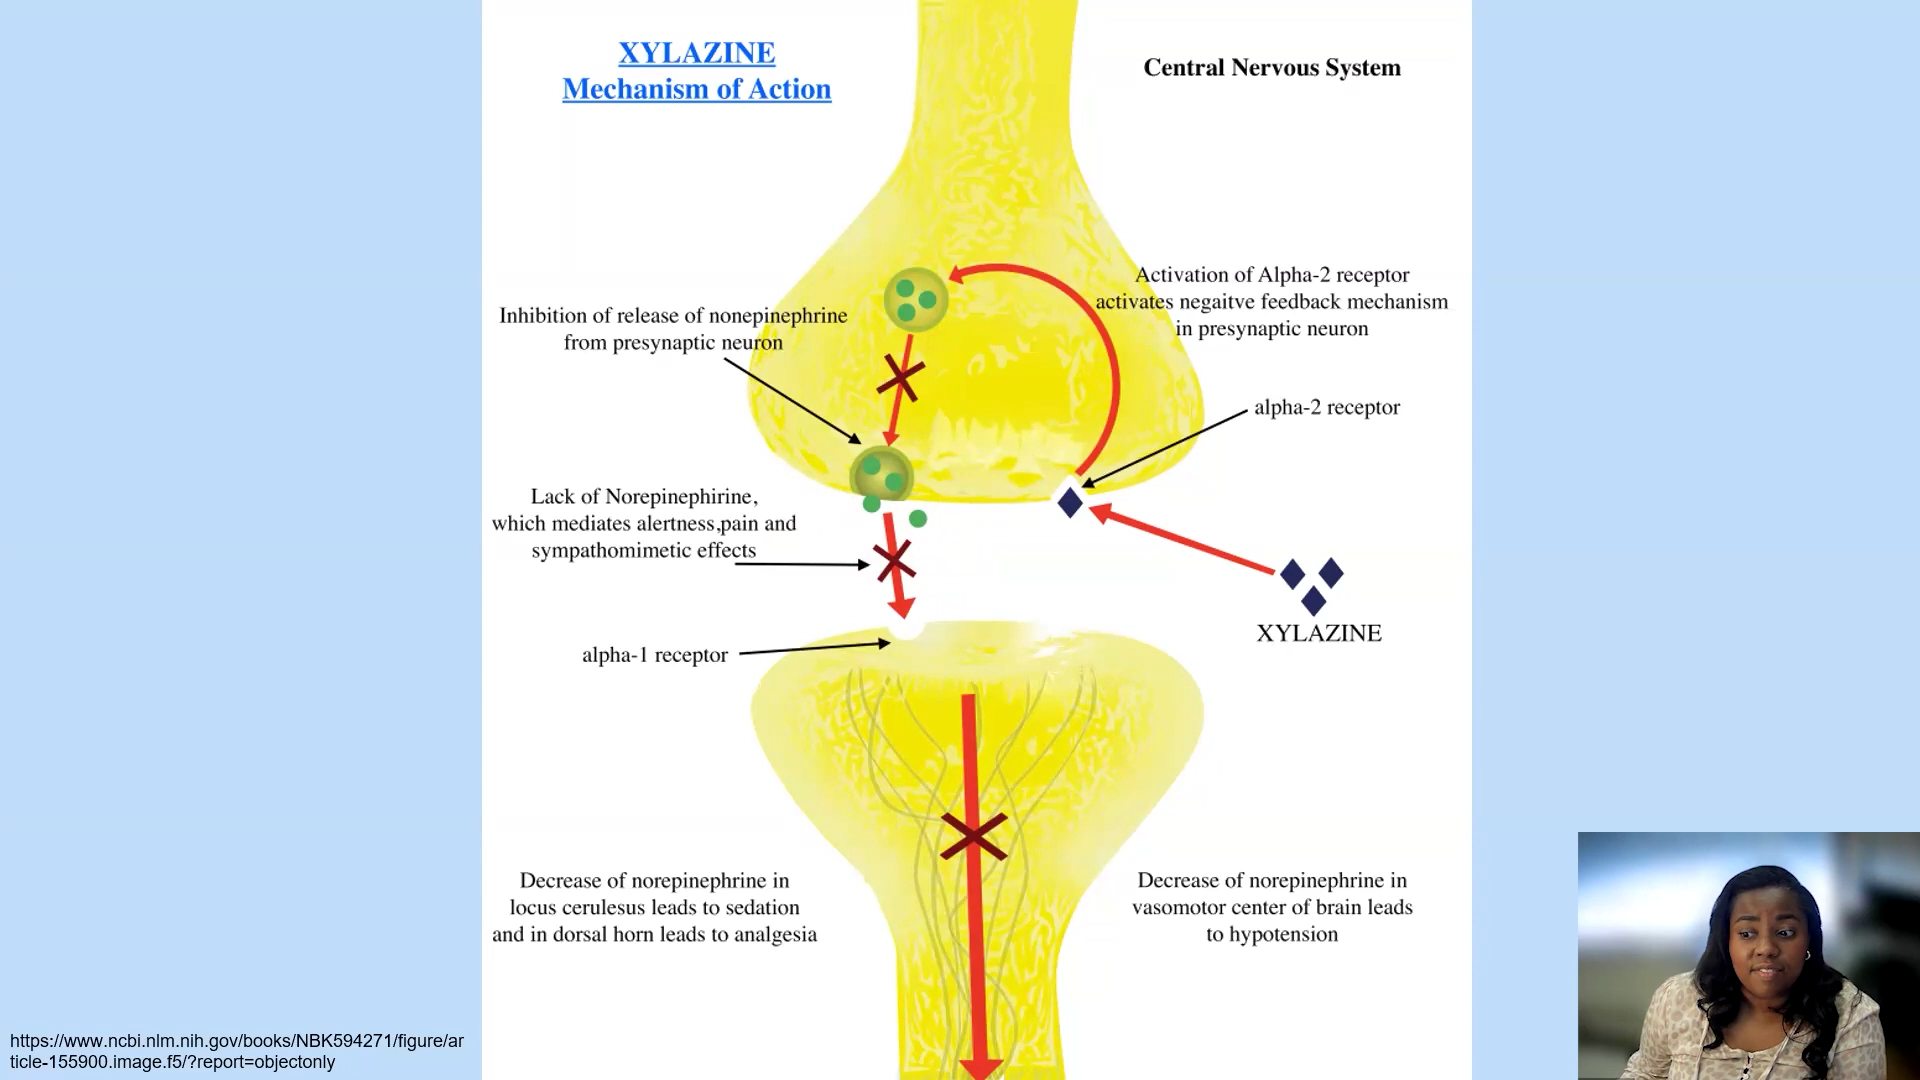 XYLAZINE
Mechanism of Action
Central Nervous System
Activation of Alpha-2 receptor
activates negaitve feedback mechanism
in presynaptic neuron
Inhibition of release of nonepinephrine
from presynaptic neuron
alpha-2 receptor
Lack of Norepinephirine,
which mediates alertness,pain and
sympathomimetic effects
XYLAZINE
alpha-1 receptor
Decrease of norepinephrine in
locus cerulesus leads to sedation
and in dorsal horn leads to analgesia
Decrease of norepinephrine in
vasomotor center of brain leads
to hypotension
https://www.ncbi.nlm.nih.gov/books/NBK594271/figure/ar
ticle-155900.image.f5/?report=objectonly